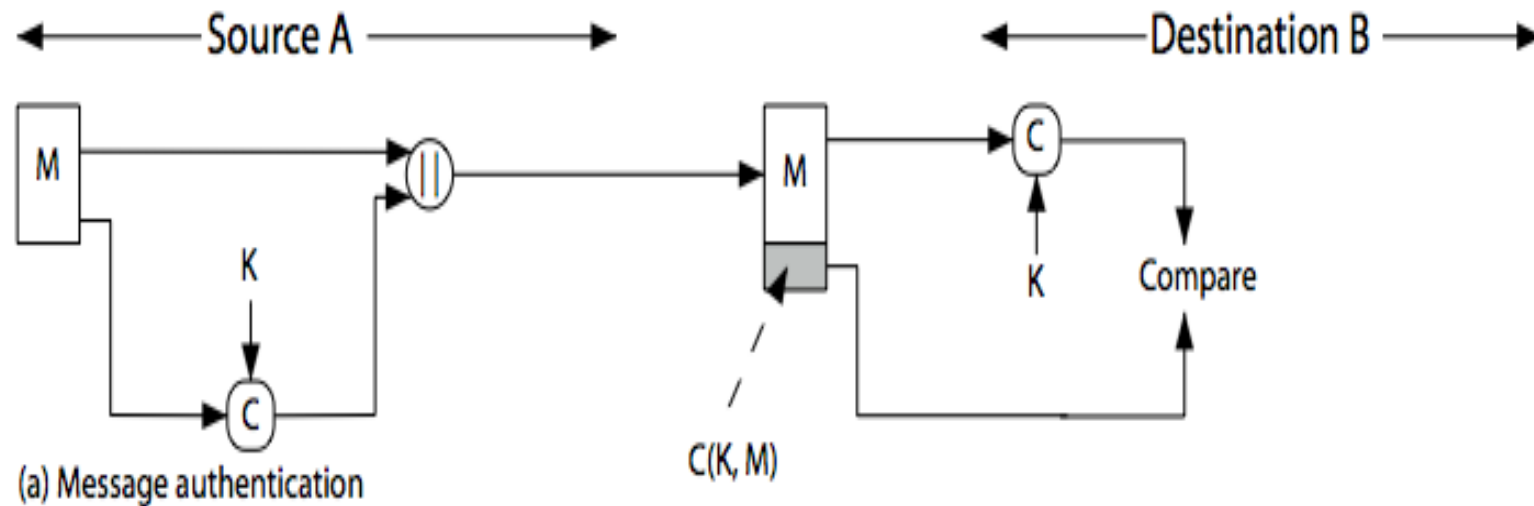 Source A
Destination B
M
||
M
C
K
K
Compare
C
C(K, M)
(a) Message authentication